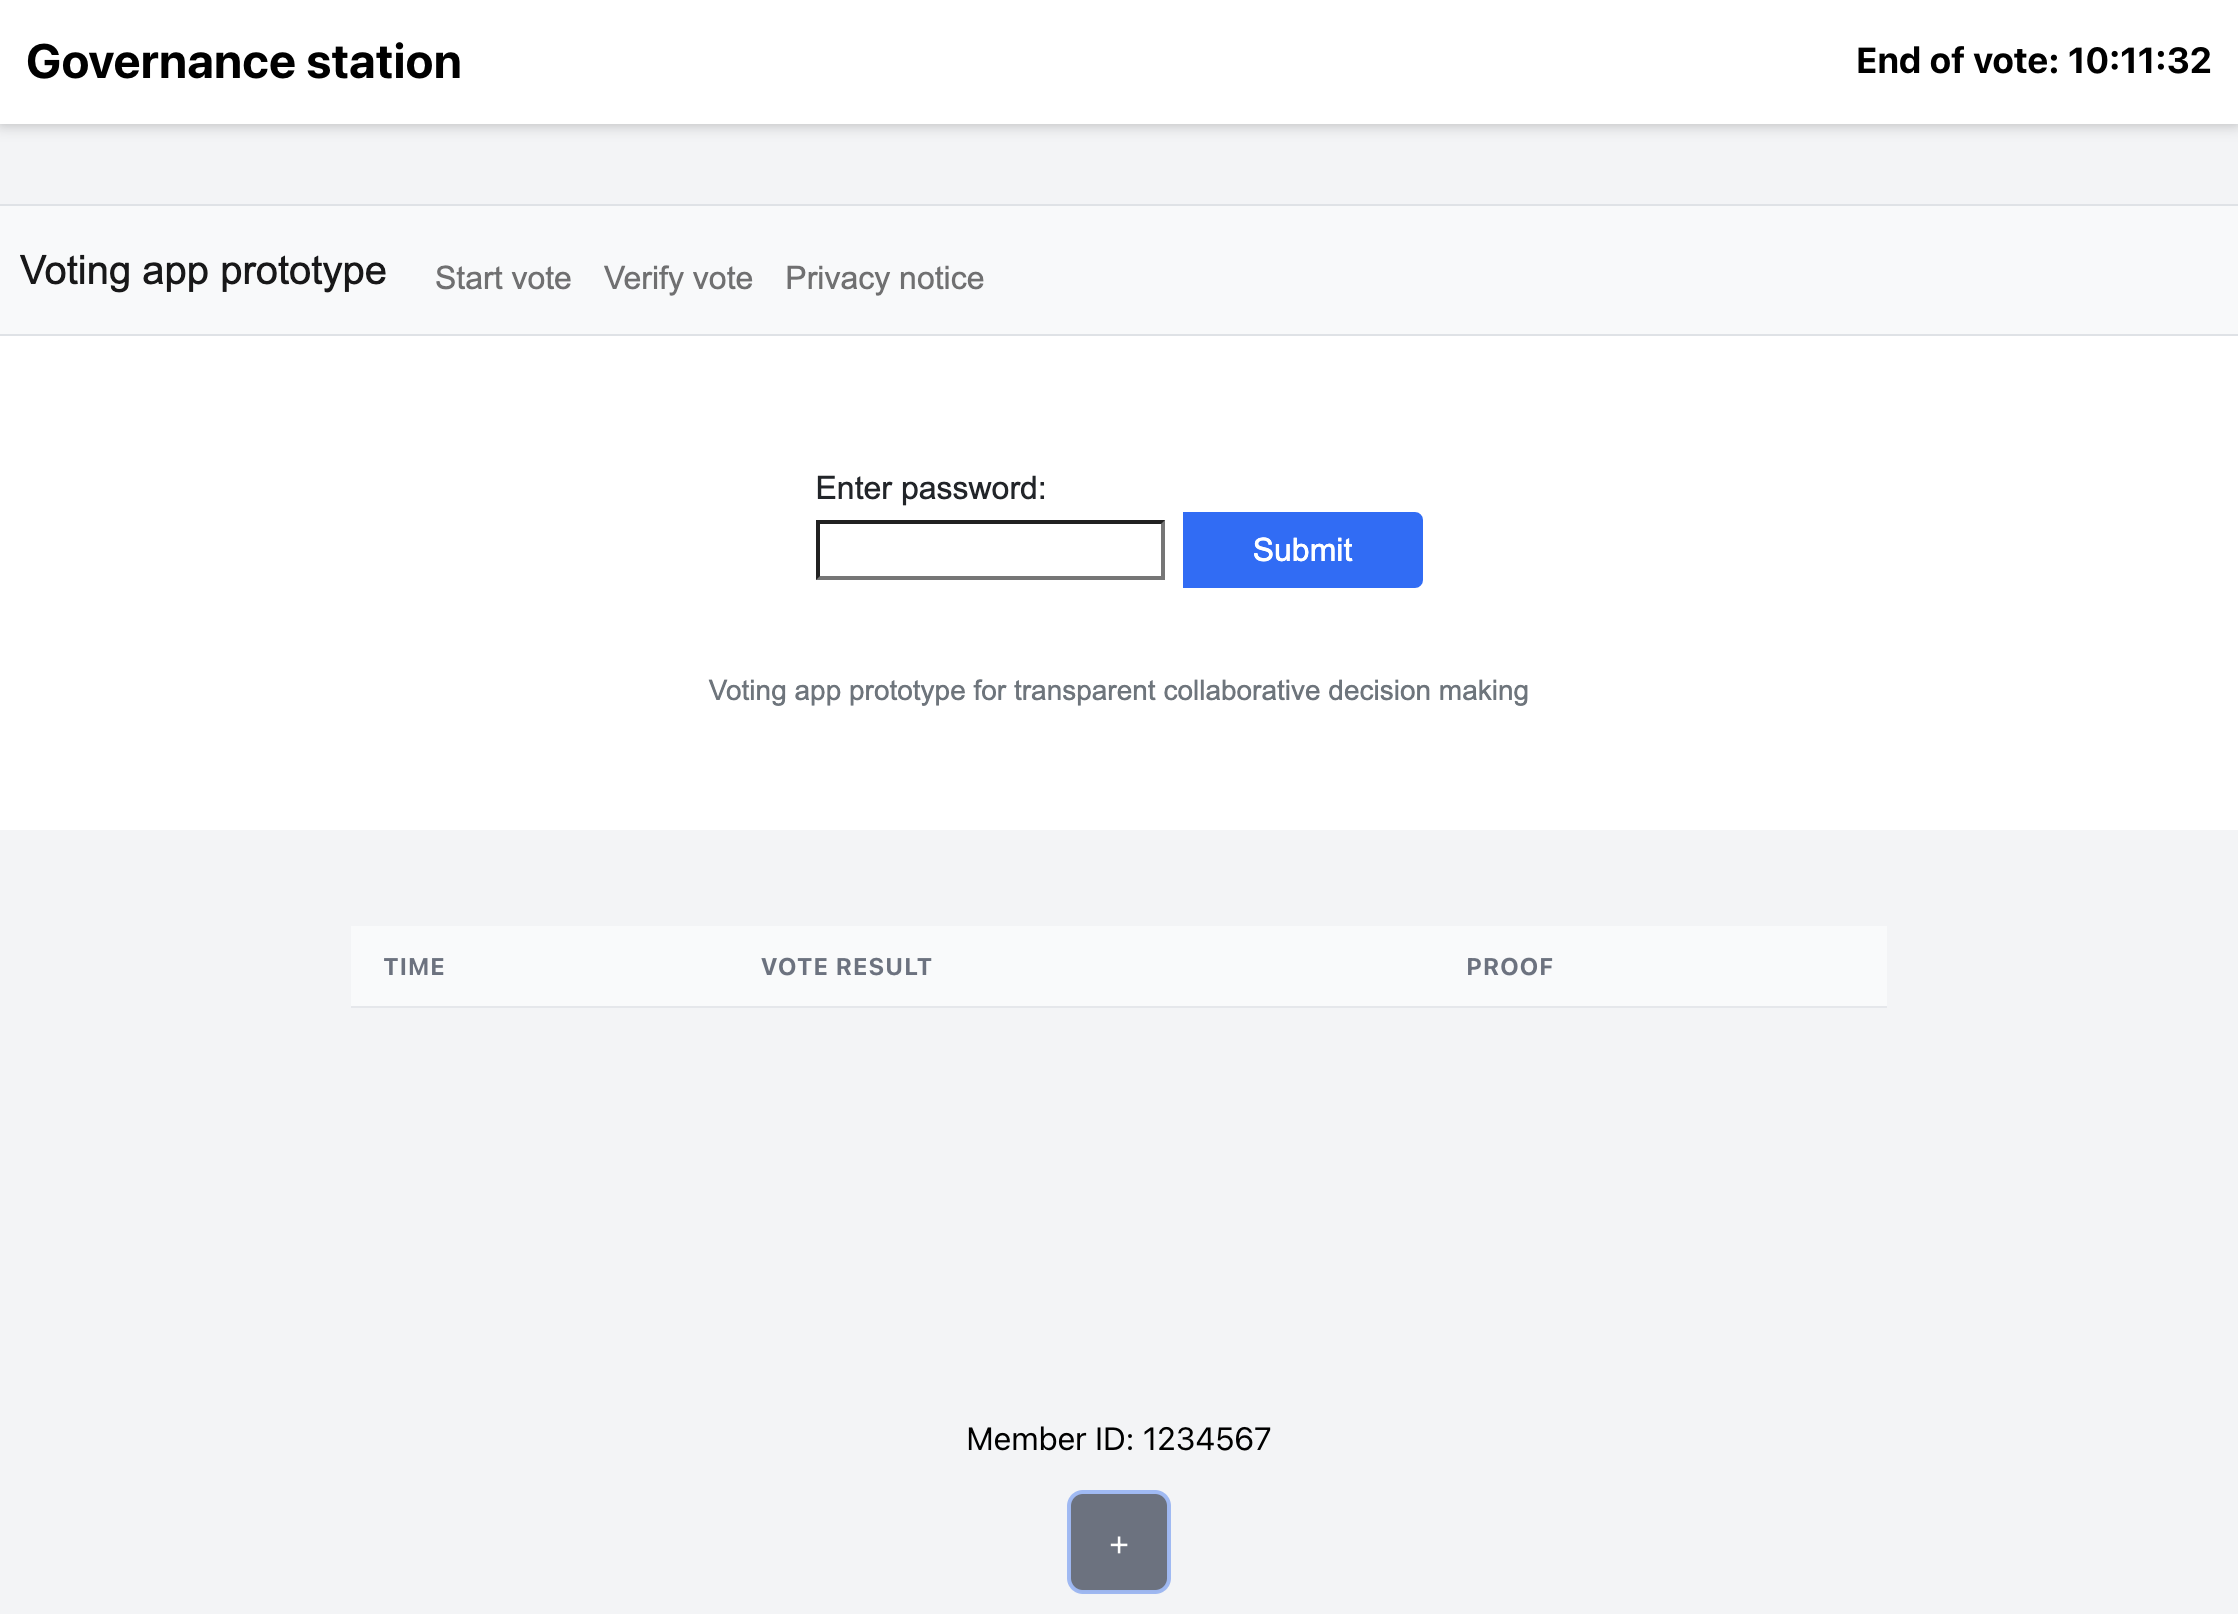 Governance station
End of vote: 10:11:32
Voting app prototype
Start vote
Verify vote
Privacy notice
Enter password:
Submit
Voting app prototype for transparent collaborative decision making
TIME
VOTE RESULT
PROOF
Member ID: 1234567
+